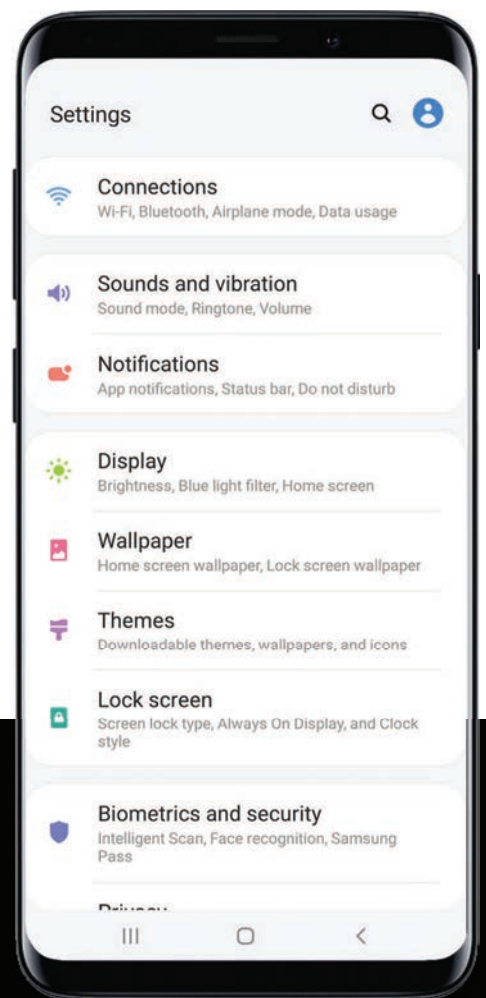 Settings
Connections
Wi-Fi, Bluetooth, Airplane mode, Data usage
Sounds and vibration
Sound mode, Ringtone, Volume
Notifications
App notifications, Status bar, Do not disturb
Display
Brightness, Blue light filter, Home screen
Wallpaper
Home screen wallpaper, Lock screen wallpaper
Themes
Downloadable themes, wallpapers, and icons
Lock screen
Screen lock type, Always On Display, and Clock
style
Biometrics and security
Intelligent Scan, Face recognition, Samsung
Pass